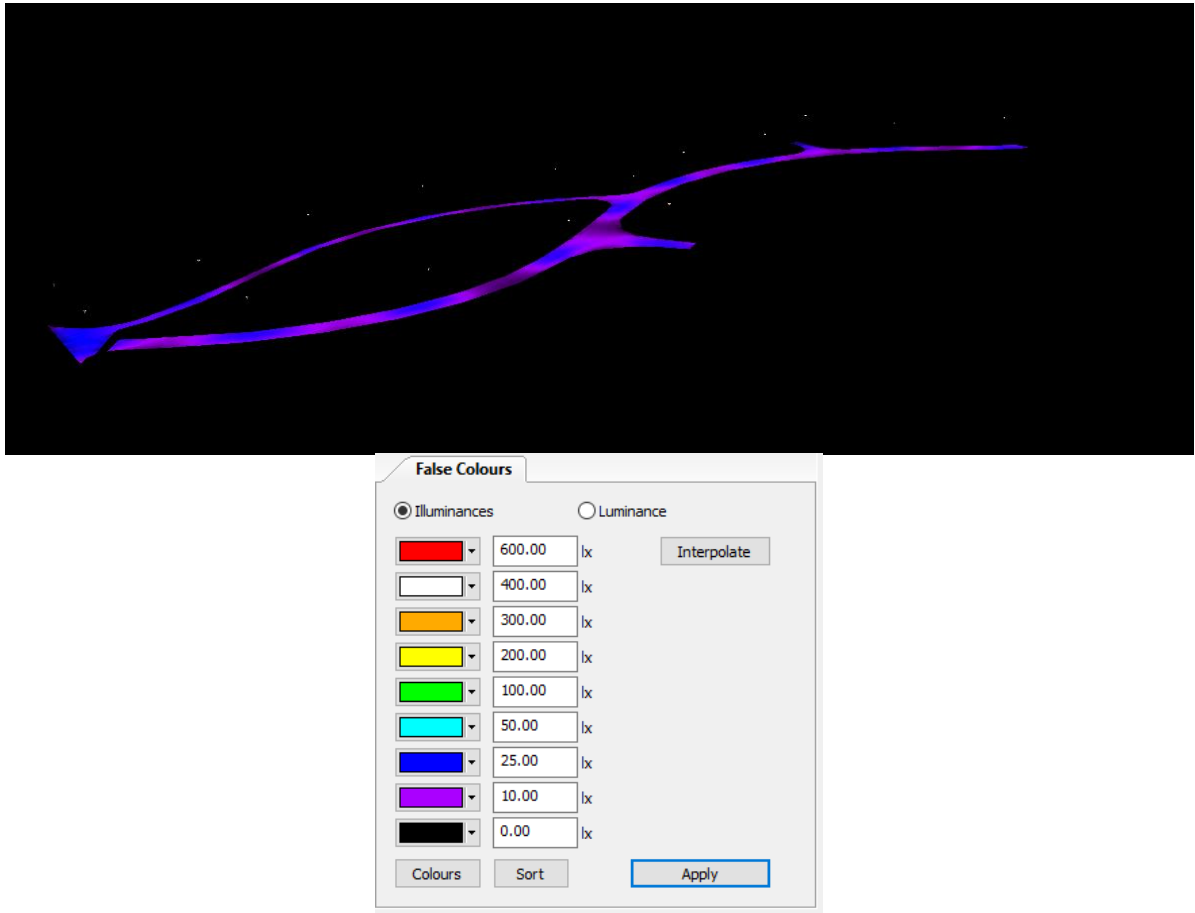 False Colours
Illuminances Luminance
600.00 lx Interpolate
400.00 lx
300.00 lx
200.00 lx
100.00 lx
50.00 lx
25.00 lx
10.00 lx
0.00 lx
Colours Sort Apply